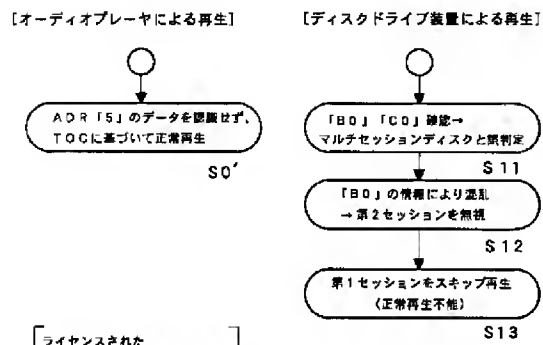 [オーディオプレーヤによる再生]
ADR「5」のデータを認識せず、
TOCに基づいて正常再生
S0′
[ディスクドライブ装置による再生]
「B0」「C0」確認→
マルチセッションディスクと誤判定
S11
「B0」の情報により混乱
→第2セッションを無視
S12
第1セッションをスキップ再生
(正常再生不能)
S13
ライセンスされた